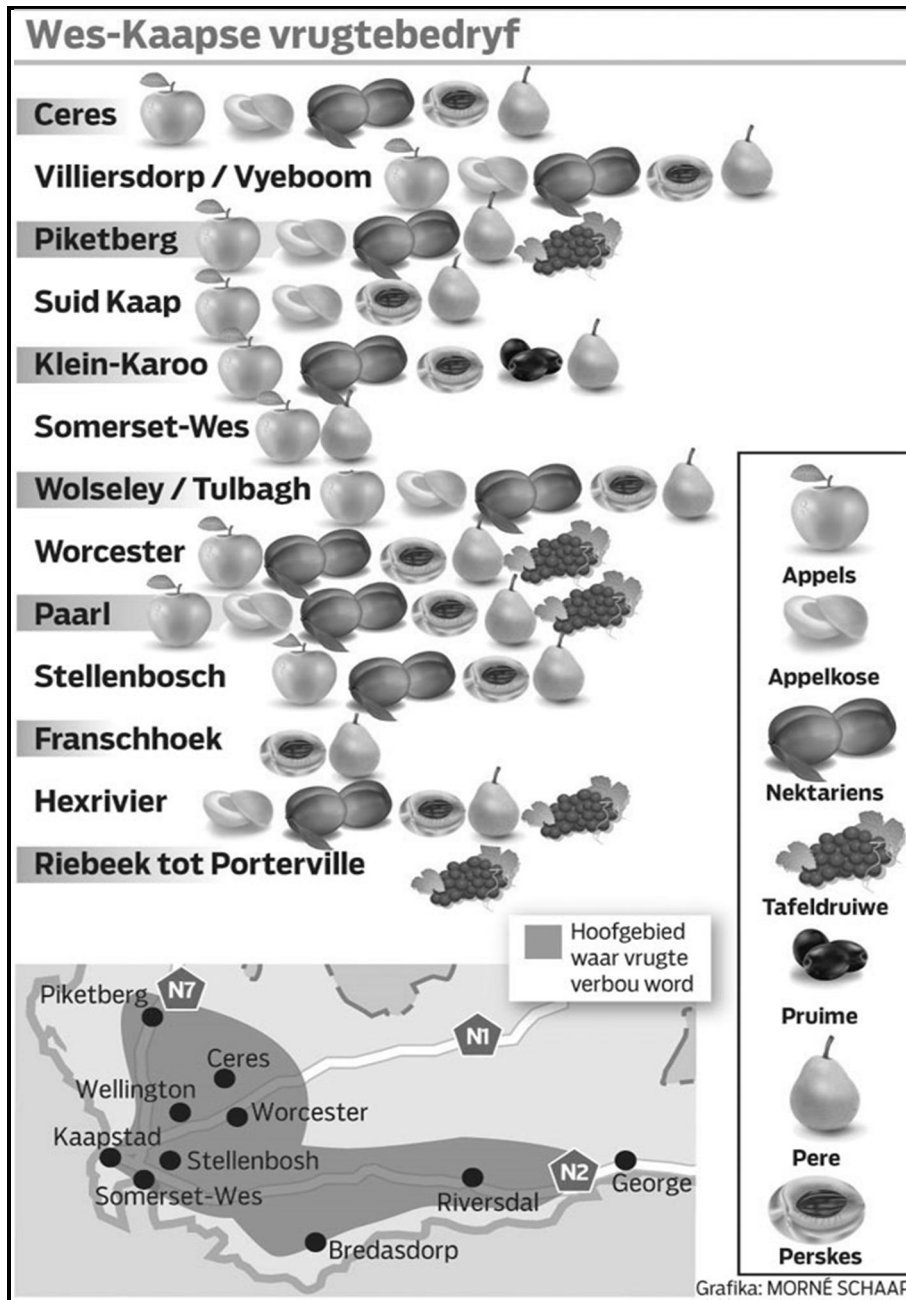 Wes-Kaapse vrugtebedryf
Ceres
Villiersdorp / Vyeboom
Piketberg
Suid Kaap
Klein-Karoo
Somerset-Wes
Wolseley / Tulbagh
Worcester
Paarl
Stellenbosch
Franschhoek
Hexrivier
Riebeek tot Porterville
Appels
Appelkose
Nektariens
Tafeldruiwe
Pruime
Pere
Perskes
Hoofgebied
waar vrugte
verbou word
Piketberg
N7
N1
Ceres
Wellington
Worcester
Kaapstad
Stellenbosh
Somerset-Wes
N2
Riversdal
George
Bredasdorp
Grafika: MORNÉ SCHAAP